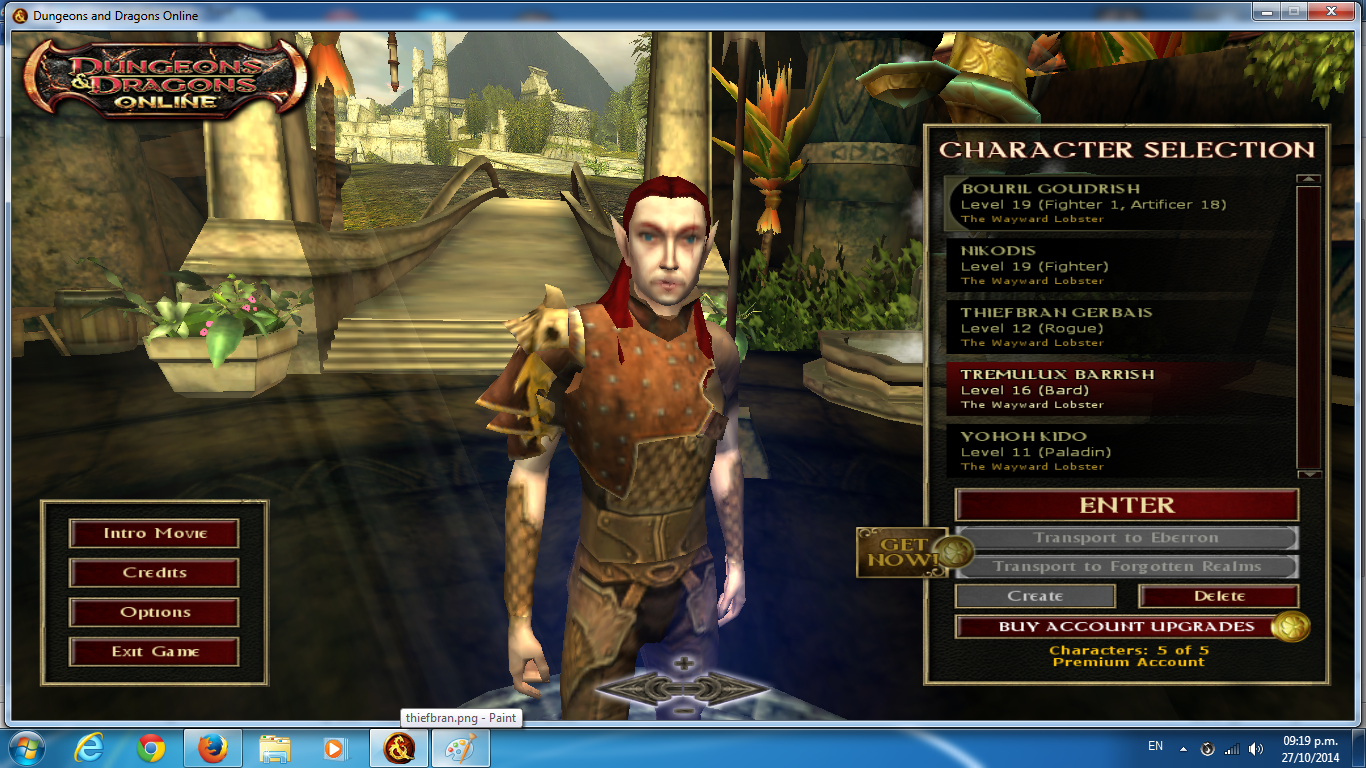 Dungeons and Dragons Online
DUNGEONS
& DRAGONS
ONLINE
CHARACTER SELECTION
BOURIL GOUDRISH
Level 19 (Fighter 1, Artificer 18)
The Wayward Lobster
NIKODIS
Level 19 (Fighter)
The Wayward Lobster
THIEFBRAN GERBAIS
Level 12 (Rogue)
The Wayward Lobster
TREMULUX BARRISH
Level 16 (Bard)
The Wayward Lobster
YOHOH KIDO
Level 11 (Paladin)
The Wayward Lobster
ENTER
GET
NOW!
Transport to Eberron
Transport to Forgotten Realms
Create
Delete
BUY ACCOUNT UPGRADES
Characters: 5 of 5
Premium Account
Intro Movie
Credits
Options
Exit Game
thiefbran.png - Paint
EN
09:19 p.m.
27/10/2014